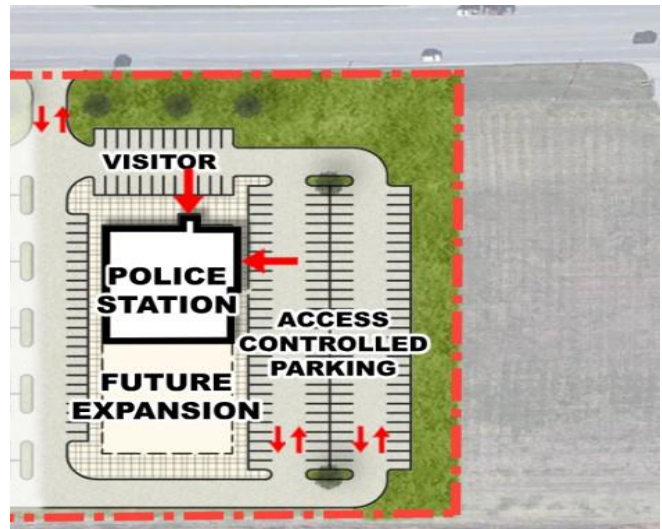 VISITOR
POLICE
STATION
ACCESS
CONTROLLED
PARKING
FUTURE
EXPANSION